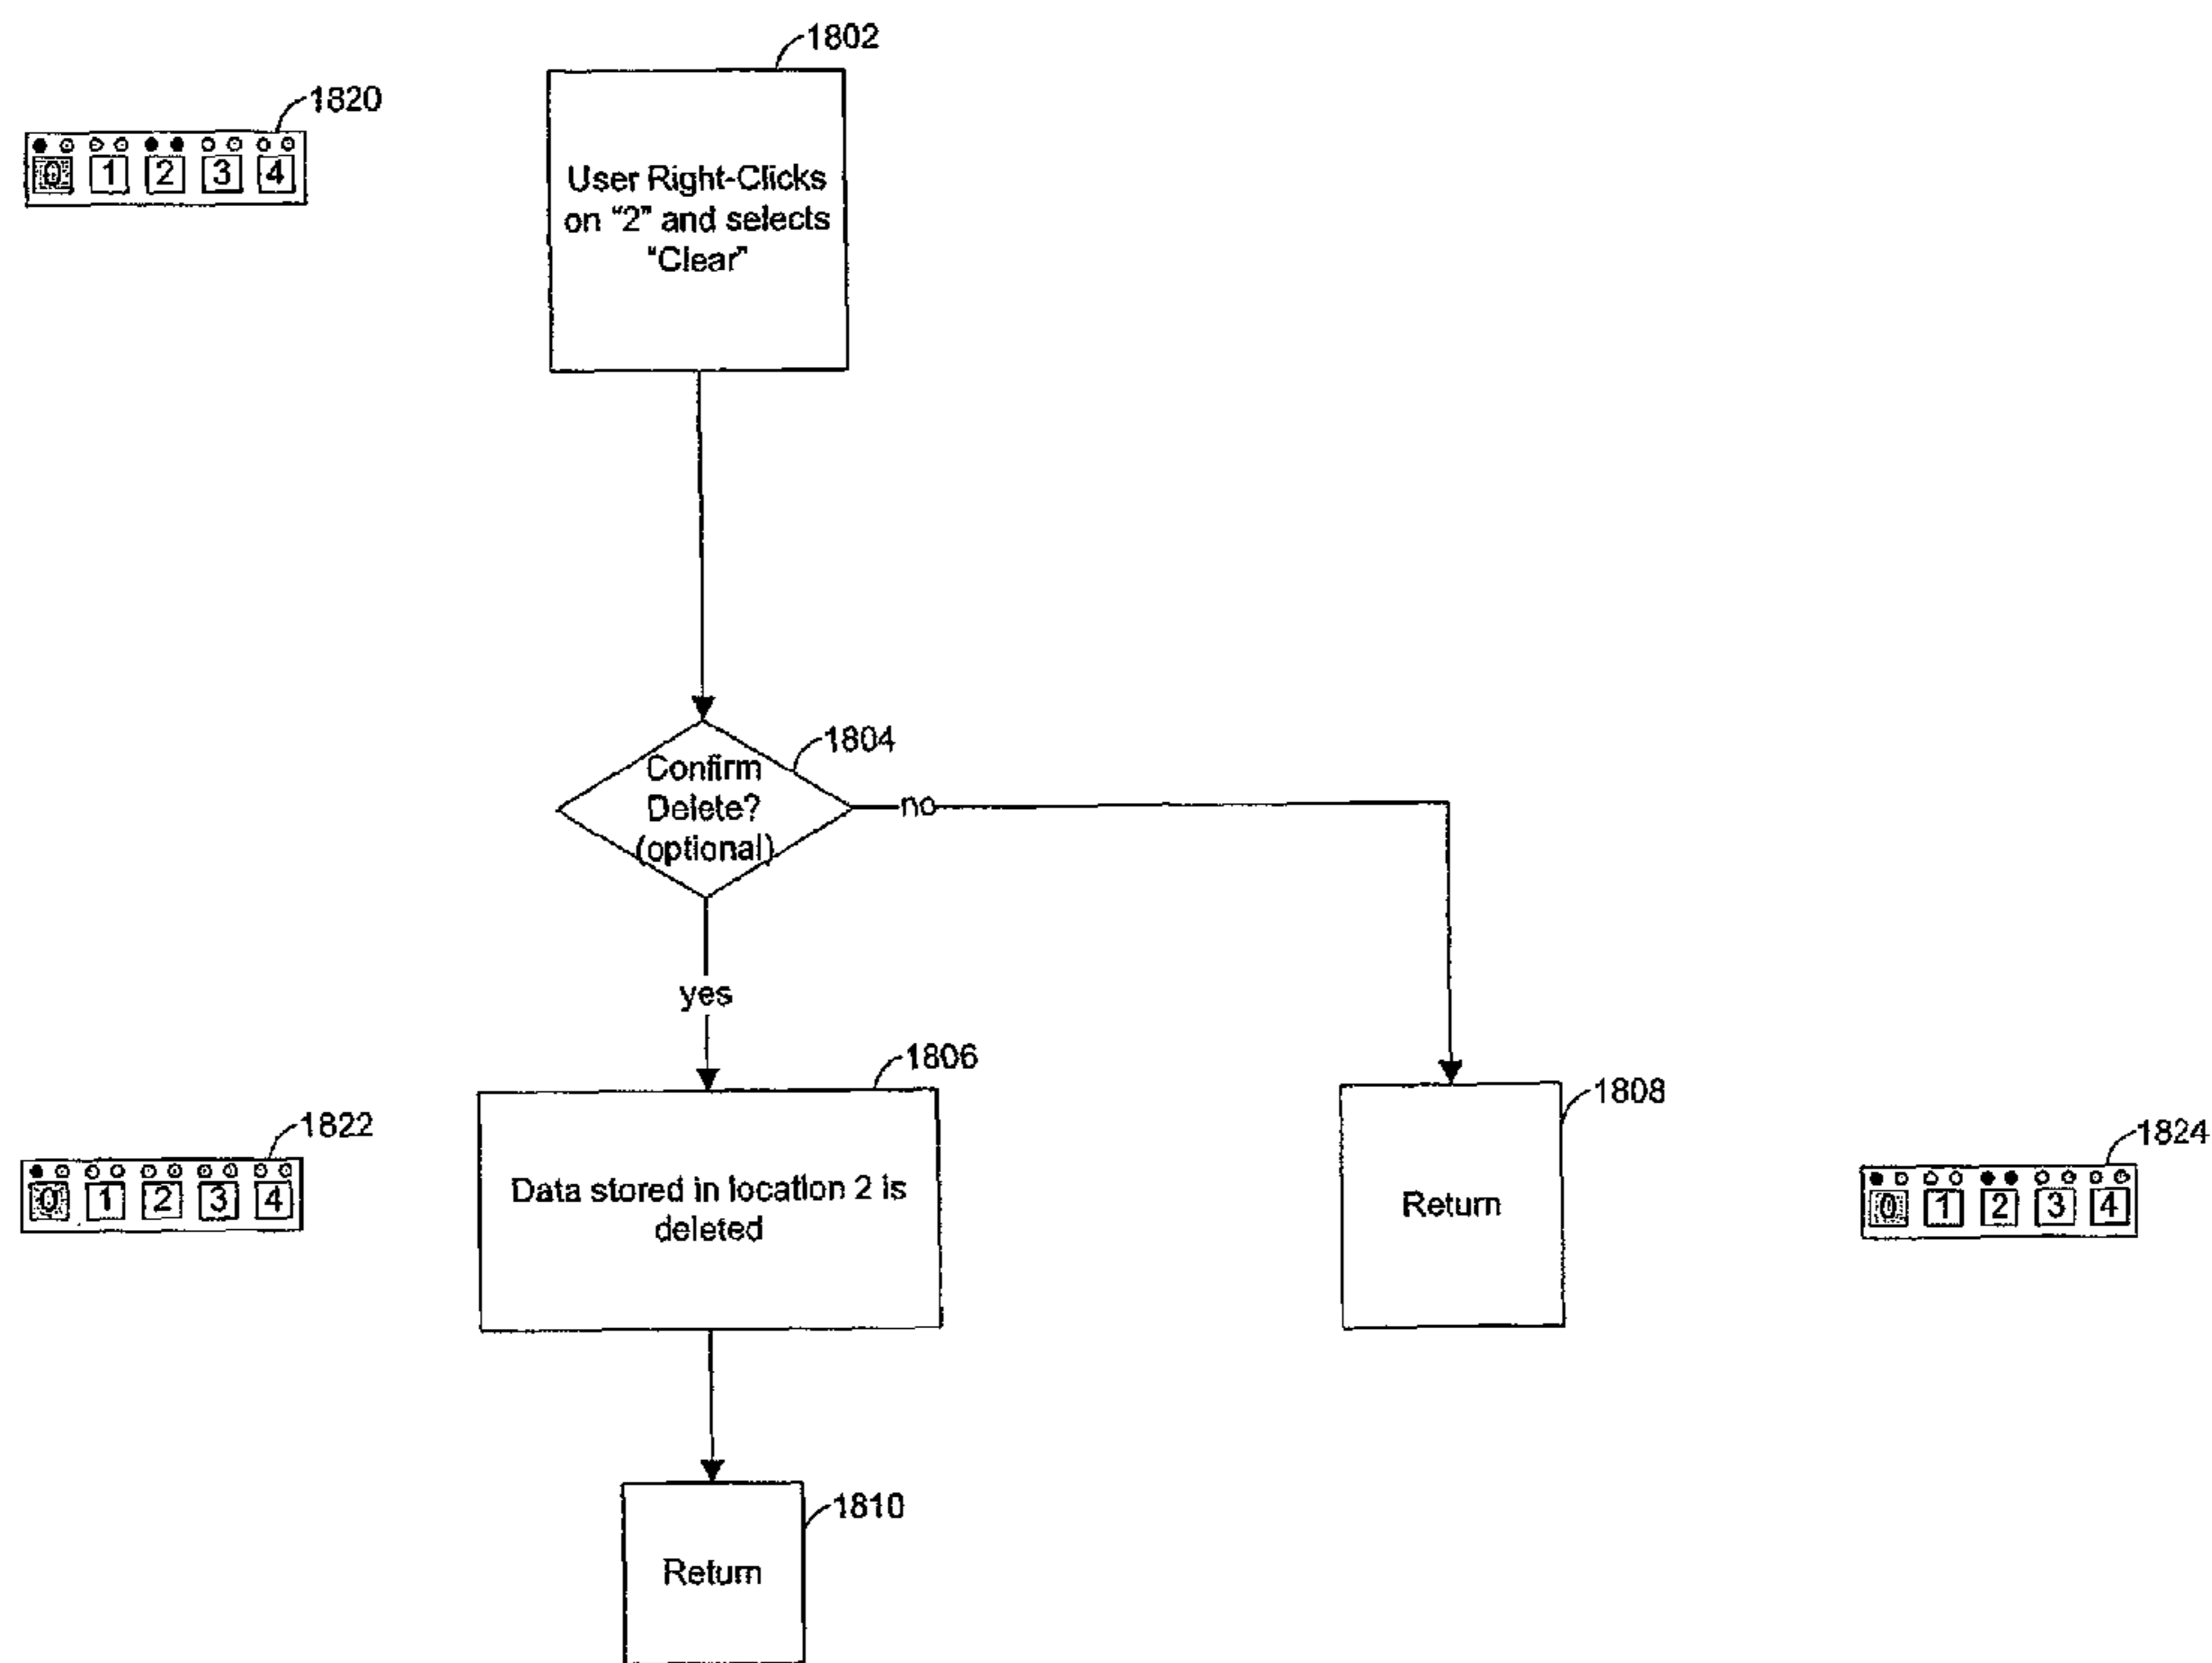 1802
1820
0 1 2 3 4
User Right-Clicks
on "2" and selects
"Clear"
1804
Confirm
Delete?
(optional)
no
yes
1806
1808
1822
0 1 2 3 4
Data stored in location 2 is
deleted
Return
1824
0 1 2 3 4
1810
Return